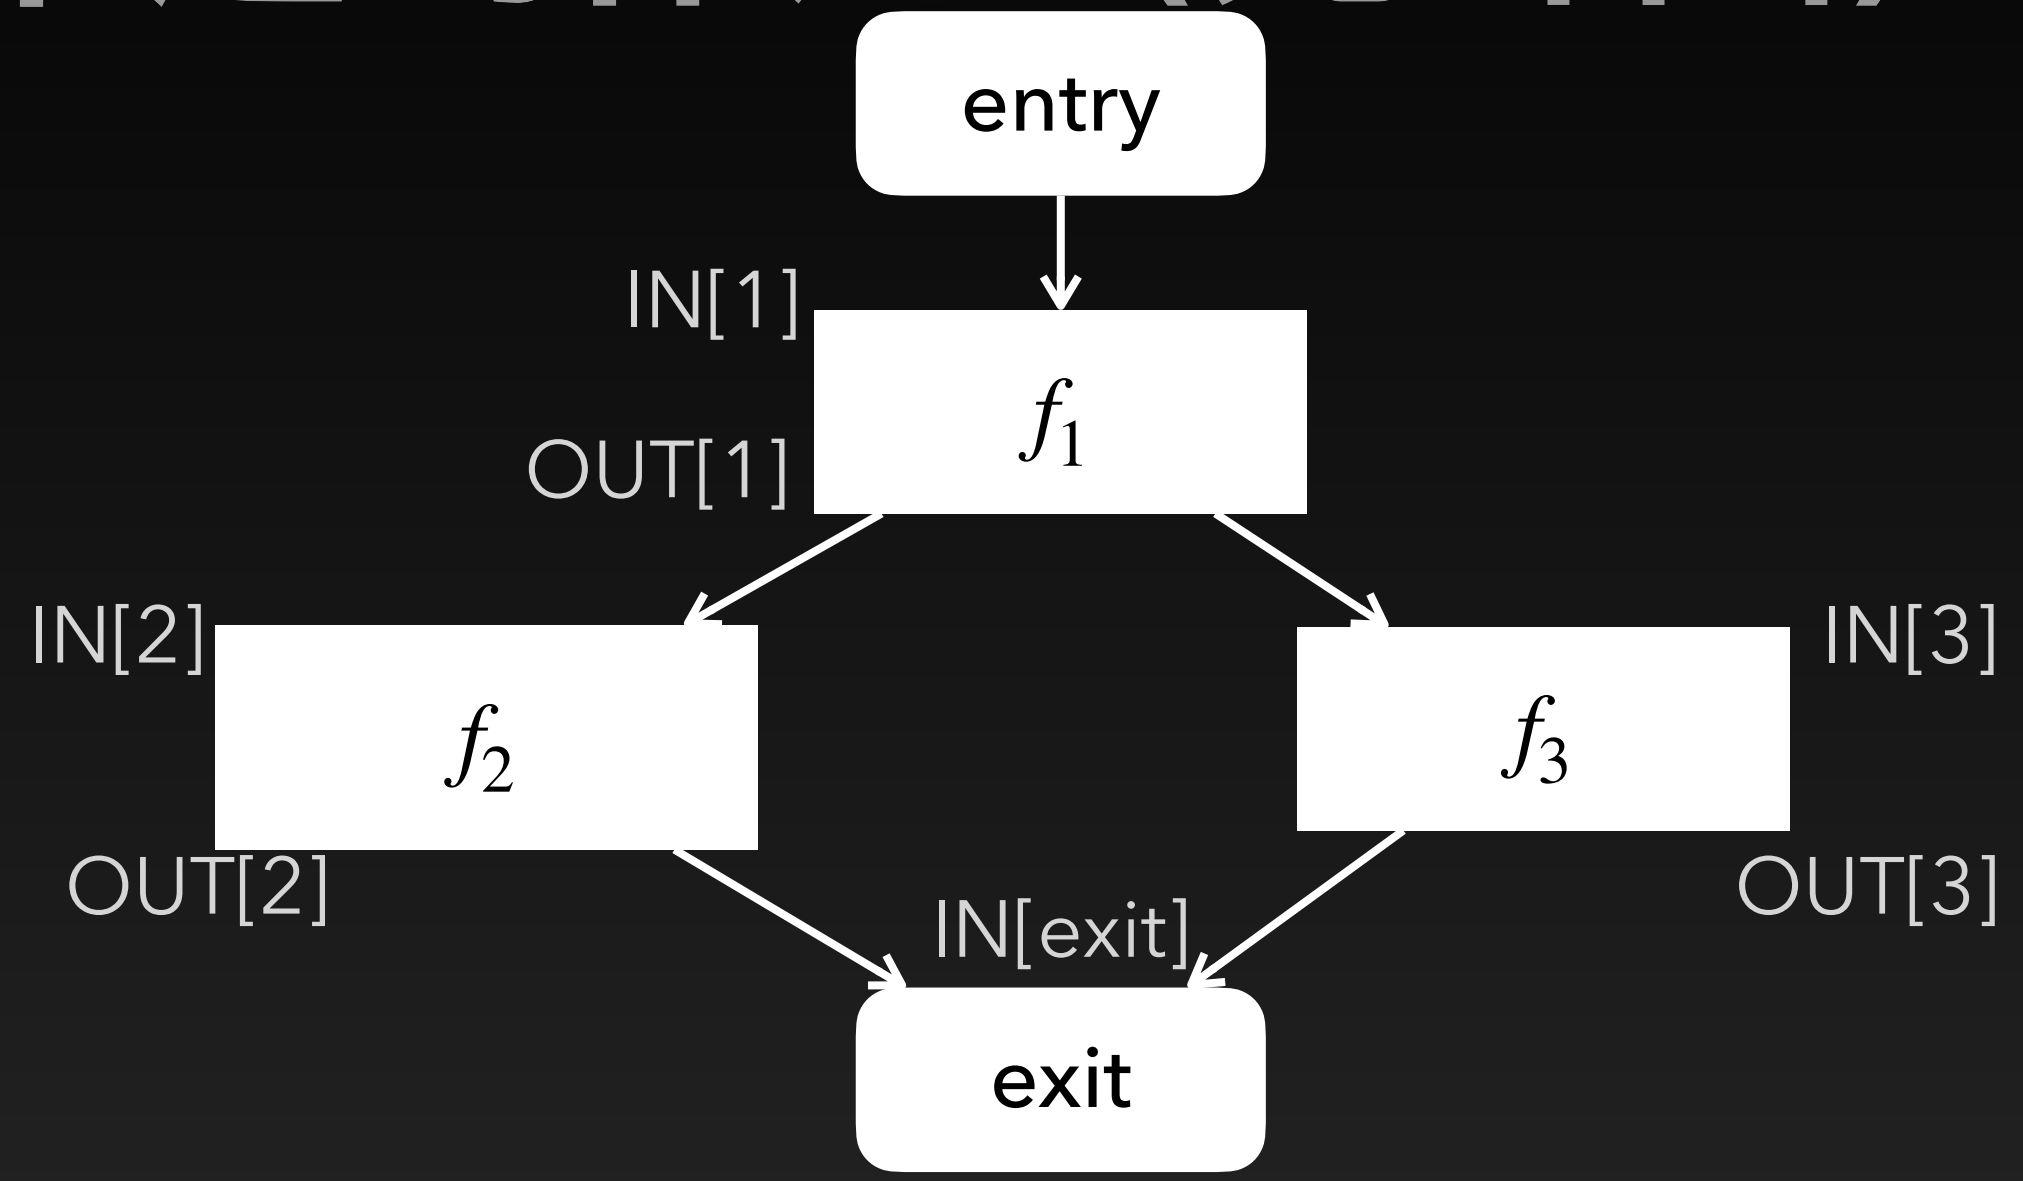 entry
IN[1]
f1
OUT[1]
IN[2]
IN[3]
f2
f3
OUT[2]
OUT[3]
IN[exit]
exit